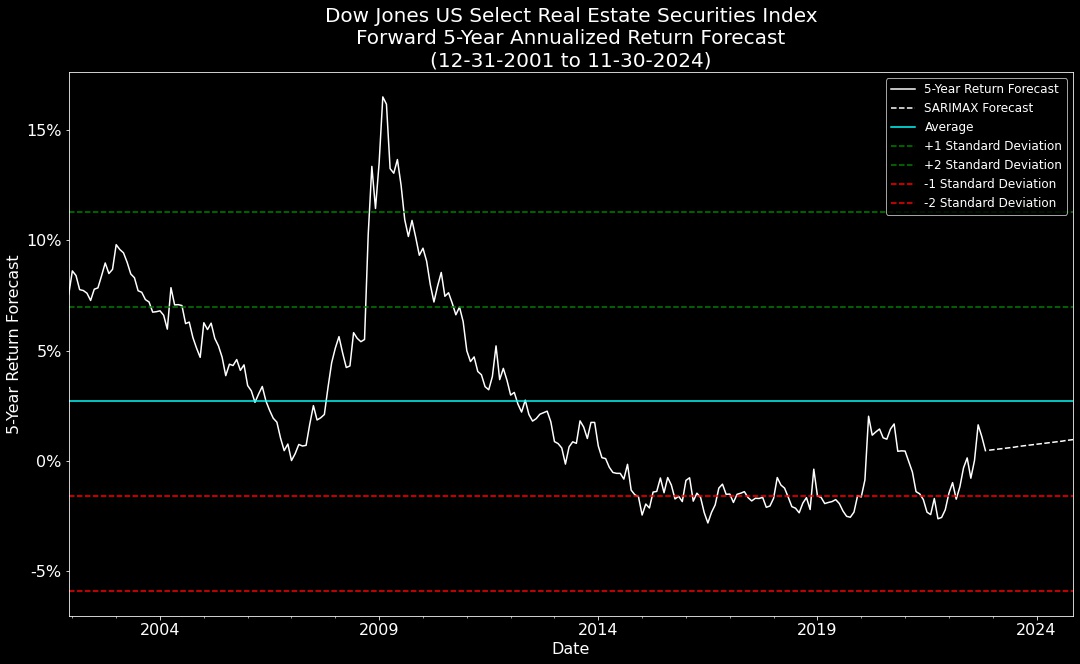 Dow Jones US Select Real Estate Securities Index
Forward 5-Year Annualized Return Forecast
(12-31-2001 to 11-30-2024)
5-Year Return Forecast
SARIMAX Forecast
Average
+1 Standard Deviation
+2 Standard Deviation
-1 Standard Deviation
-2 Standard Deviation
15%
10%
5%
0%
-5%
5-Year Return Forecast
2004
2009
2014
2019
2024
Date